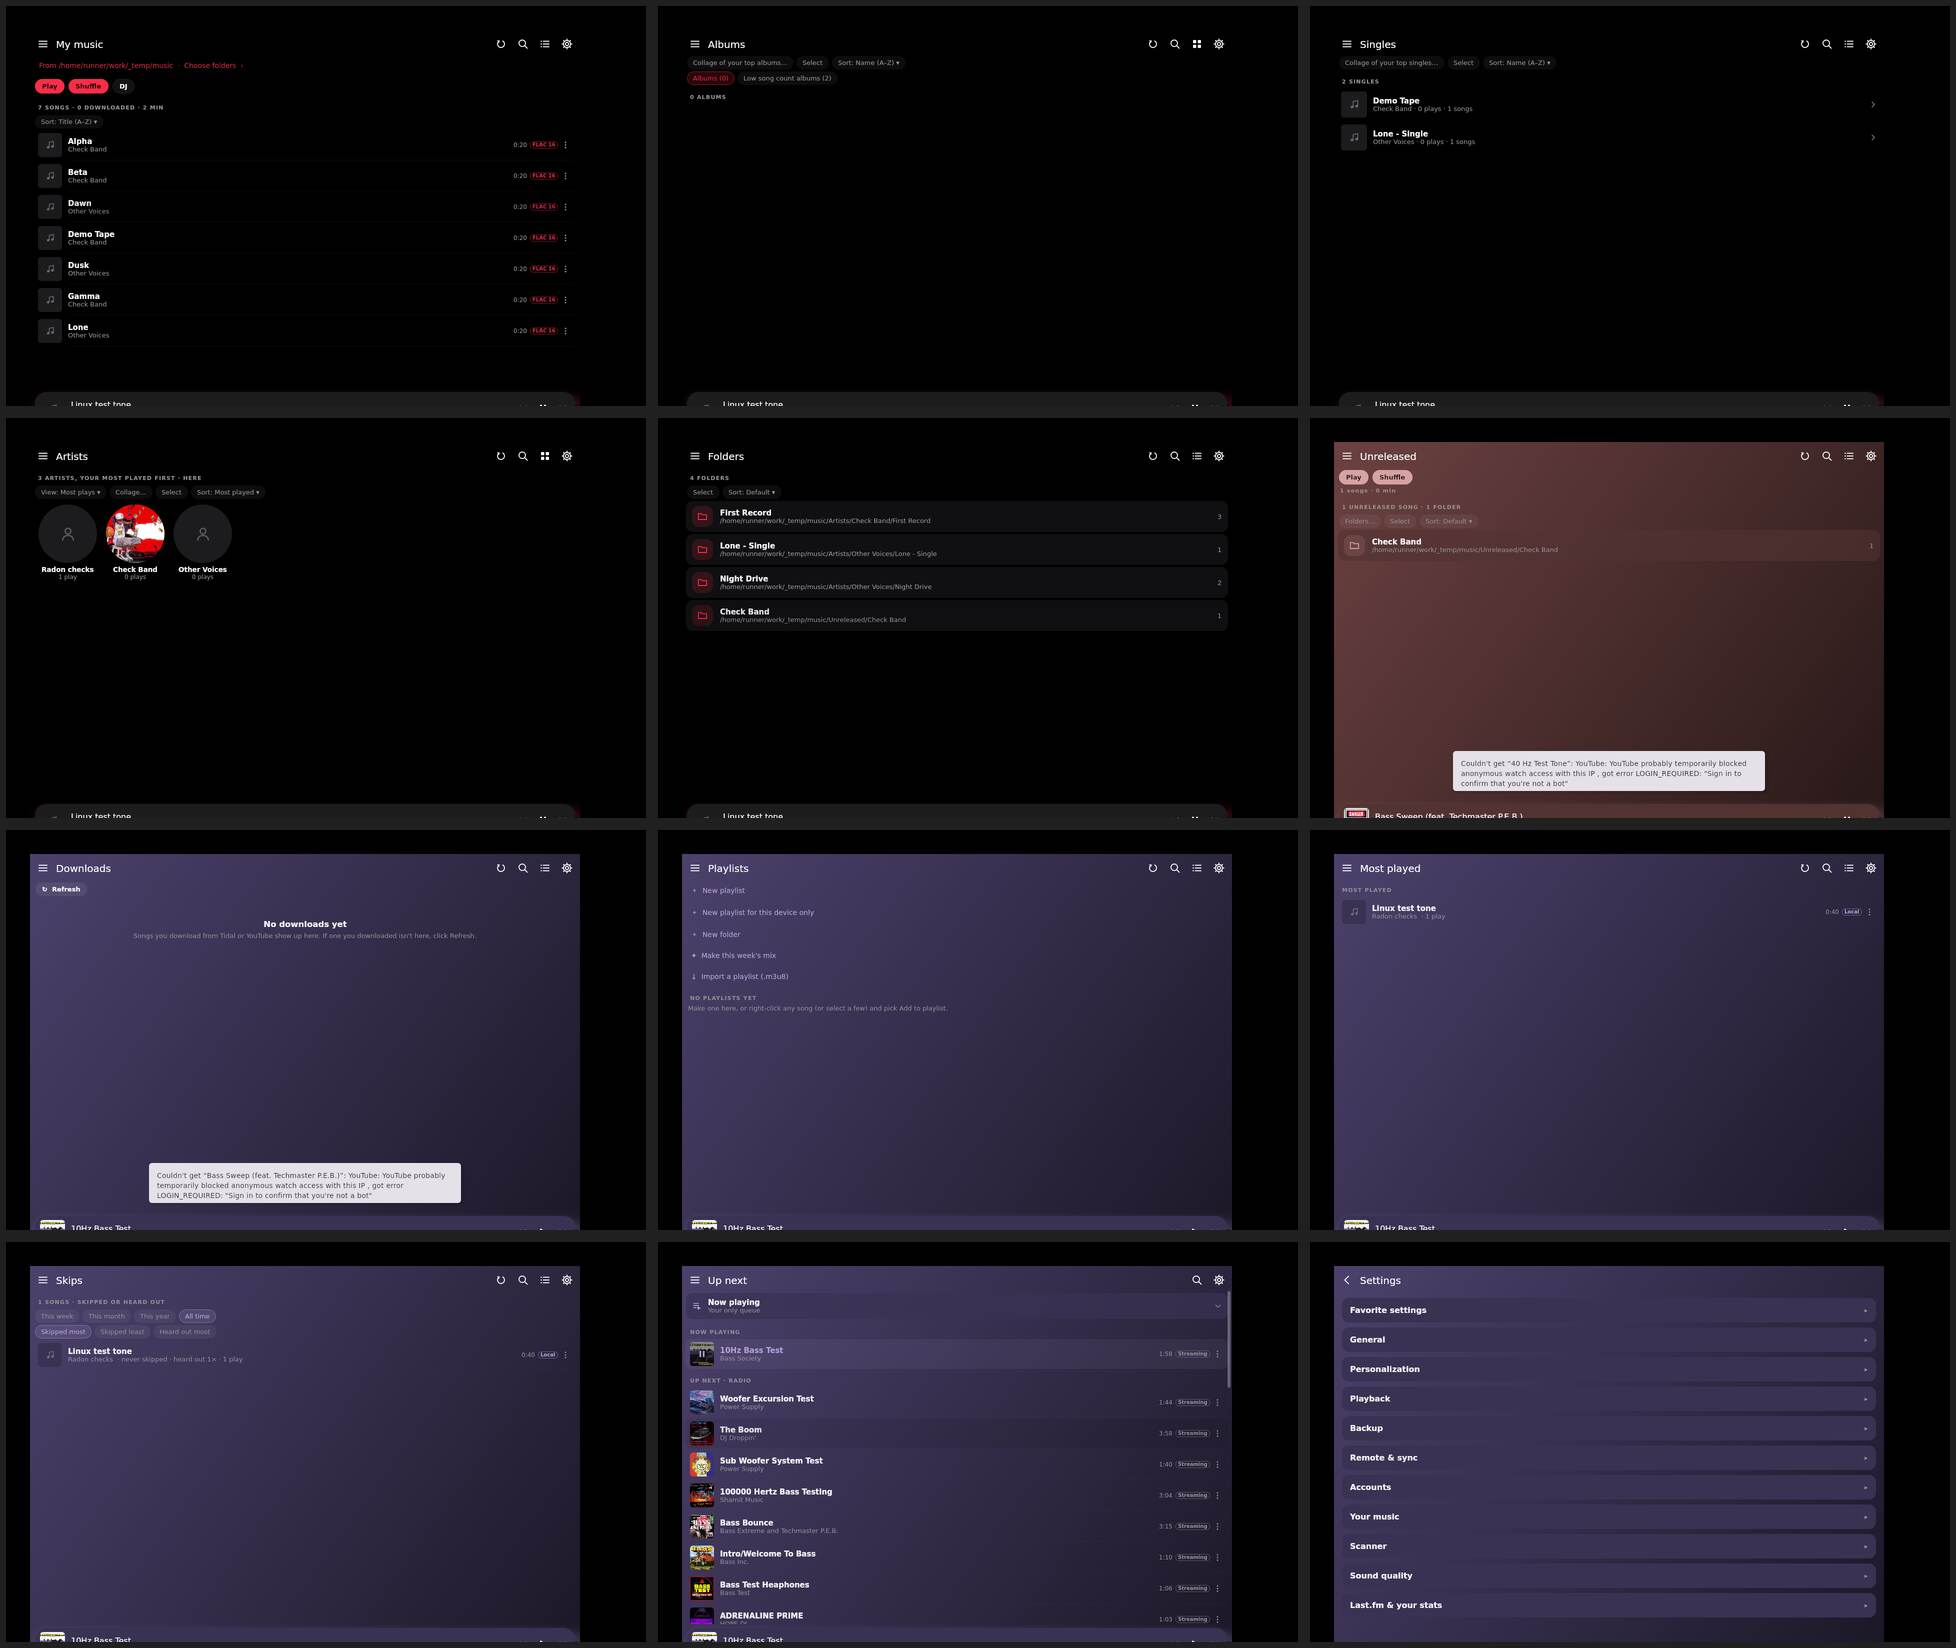 My music
From /home/runner/work/_temp/music · Choose folders ›
Play Shuffle DJ
7 SONGS · 0 DOWNLOADED · 2 MIN
Sort: Title (A–Z) ▾
Alpha
Check Band
0:20 FLAC 16
Beta
Check Band
0:20 FLAC 16
Dawn
Other Voices
0:20 FLAC 16
Demo Tape
Check Band
0:20 FLAC 16
Dusk
Other Voices
0:20 FLAC 16
Gamma
Check Band
0:20 FLAC 16
Lone
Other Voices
0:20 FLAC 16
Linux test tone
Albums
Collage of your top albums... Select Sort: Name (A–Z) ▾
Albums (0) Low song count albums (2)
0 ALBUMS
Linux test tone
Singles
Collage of your top singles... Select Sort: Name (A–Z) ▾
2 SINGLES
Demo Tape
Check Band · 0 plays · 1 songs
Lone - Single
Other Voices · 0 plays · 1 songs
Linux test tone
Artists
3 ARTISTS, YOUR MOST PLAYED FIRST · HERE
View: Most plays ▾ Collage... Select Sort: Most played ▾
Radon checks
1 play
Check Band
0 plays
Other Voices
0 plays
Linux test tone
Folders
4 FOLDERS
Select Sort: Default ▾
First Record
/home/runner/work/_temp/music/Artists/Check Band/First Record
3
Lone - Single
/home/runner/work/_temp/music/Artists/Other Voices/Lone - Single
1
Night Drive
/home/runner/work/_temp/music/Artists/Other Voices/Night Drive
2
Check Band
/home/runner/work/_temp/music/Unreleased/Check Band
1
Linux test tone
Unreleased
Play Shuffle
1 songs · 0 min
1 UNRELEASED SONG · 1 FOLDER
Folders... Select Sort: Default ▾
Check Band
/home/runner/work/_temp/music/Unreleased/Check Band
1
Couldn't get "40 Hz Test Tone": YouTube: YouTube probably temporarily blocked
anonymous watch access with this IP , got error LOGIN_REQUIRED: "Sign in to
confirm that you're not a bot"
Bass Sweep (feat. Techmaster P.E.B.)
Downloads
↻ Refresh
No downloads yet
Songs you download from Tidal or YouTube show up here. If one you downloaded isn't here, click Refresh.
Couldn't get "Bass Sweep (feat. Techmaster P.E.B.)": YouTube: YouTube probably
temporarily blocked anonymous watch access with this IP , got error
LOGIN_REQUIRED: "Sign in to confirm that you're not a bot"
10Hz Bass Test
Playlists
+ New playlist
+ New playlist for this device only
+ New folder
✦ Make this week's mix
↓ Import a playlist (.m3u8)
NO PLAYLISTS YET
Make one here, or right-click any song (or select a few) and pick Add to playlist.
10Hz Bass Test
Most played
MOST PLAYED
Linux test tone
Radon checks · 1 play
0:40 Local
10Hz Bass Test
Skips
1 SONGS · SKIPPED OR HEARD OUT
This week This month This year All time
Skipped most Skipped least Heard out most
Linux test tone
Radon checks · never skipped · heard out 1× · 1 play
0:40 Local
10Hz Bass Test
Up next
Now playing
Your only queue
NOW PLAYING
10Hz Bass Test
Bass Society
1:58 Streaming
UP NEXT · RADIO
Woofer Excursion Test
Power Supply
1:44 Streaming
The Boom
DJ Droppin'
3:58 Streaming
Sub Woofer System Test
Power Supply
1:40 Streaming
100000 Hertz Bass Testing
Shamit Music
3:04 Streaming
Bass Bounce
Bass Extreme and Techmaster P.E.B.
3:15 Streaming
Intro/Welcome To Bass
Bass Inc.
1:10 Streaming
Bass Test Heaphones
Bass Test
1:06 Streaming
ADRENALINE PRIME
1:03 Streaming
10Hz Bass Test
Settings
Favorite settings
General
Personalization
Playback
Backup
Remote & sync
Accounts
Your music
Scanner
Sound quality
Last.fm & your stats